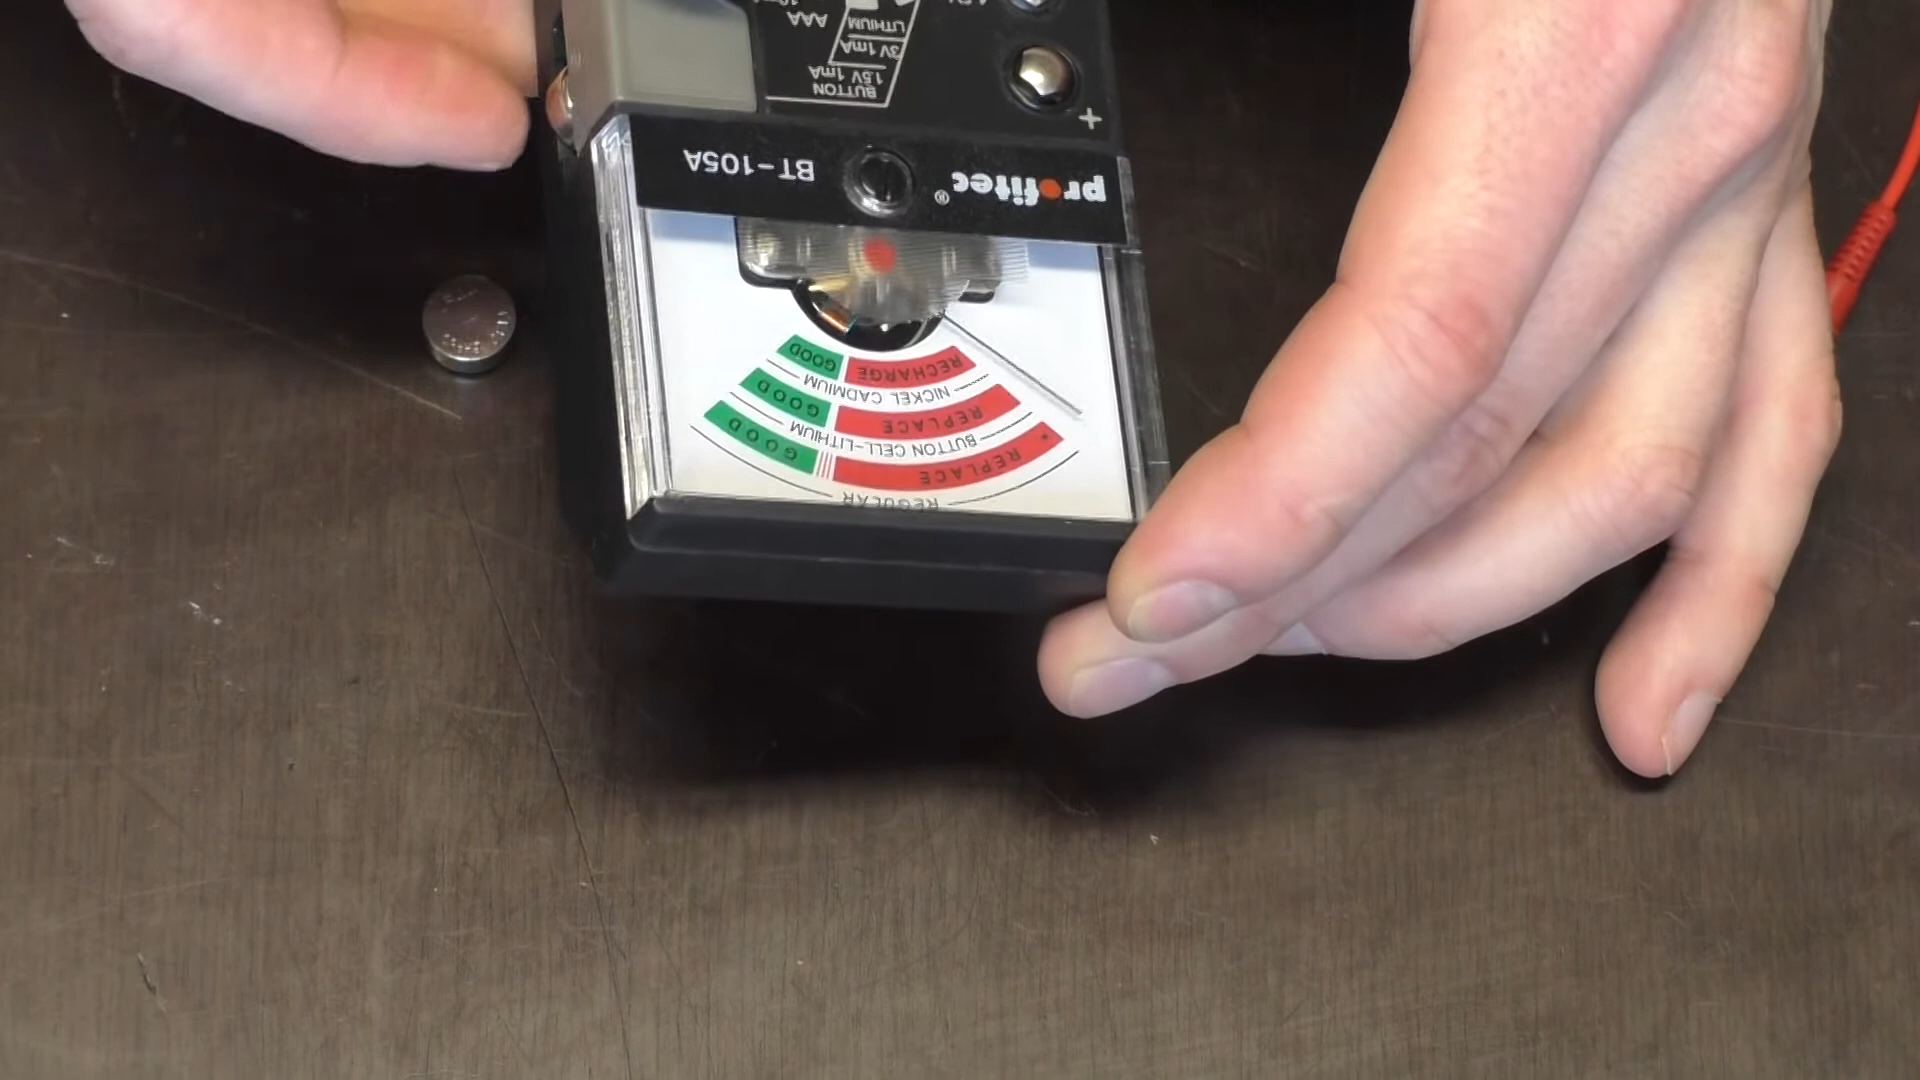 BUTTON
1.5V 1mA
3V 1mA
LITHIUM
AAA
+
profitec® BT-105A
RECHARGE GOOD
NICKEL CADMIUM
REPLACE GOOD
BUTTON CELL-LITHIUM
REPLACE GOOD
REGULAR